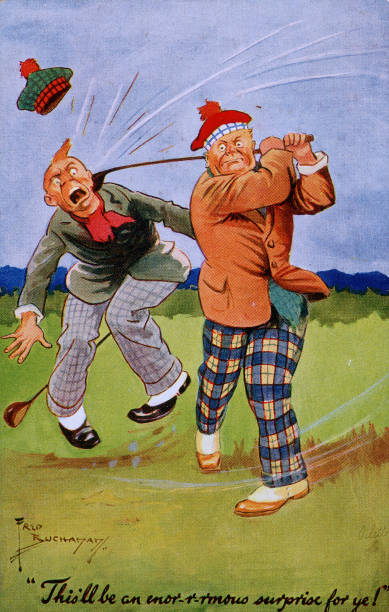 FRED
BUCHANAN.
"This'll be an enor-r-rmous surprise for ye!"